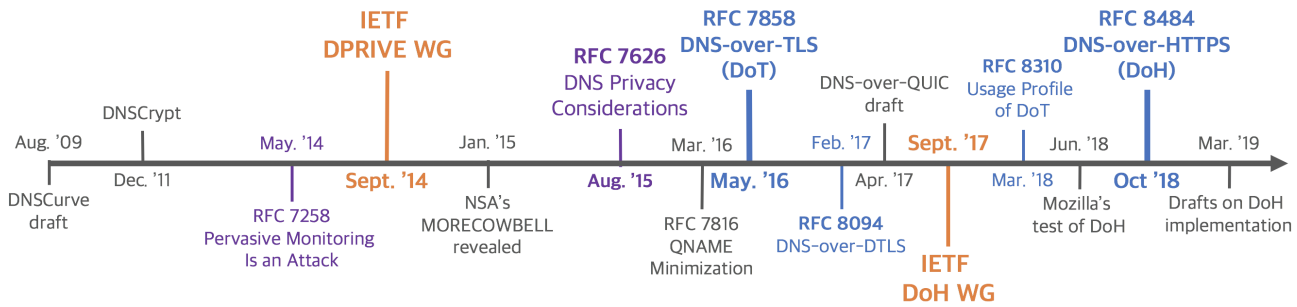 Aug. ’09
DNSCurve
draft
DNSCrypt
Dec. ’11
May. ’14
RFC 7258
Pervasive Monitoring
Is an Attack
IETF
DPRIVE WG
Sept. ’14
Jan. ’15
NSA’s
MORECOWBELL
revealed
RFC 7626
DNS Privacy
Considerations
Aug. ’15
Mar. ’16
RFC 7816
QNAME
Minimization
RFC 7858
DNS-over-TLS
(DoT)
May. ’16
Feb. ’17
RFC 8094
DNS-over-DTLS
DNS-over-QUIC
draft
Apr. ’17
Sept. ’17
IETF
DoH WG
RFC 8310
Usage Profile
of DoT
Mar. ’18
Jun. ’18
Mozilla’s
test of DoH
RFC 8484
DNS-over-HTTPS
(DoH)
Oct ’18
Mar. ’19
Drafts on DoH
implementation